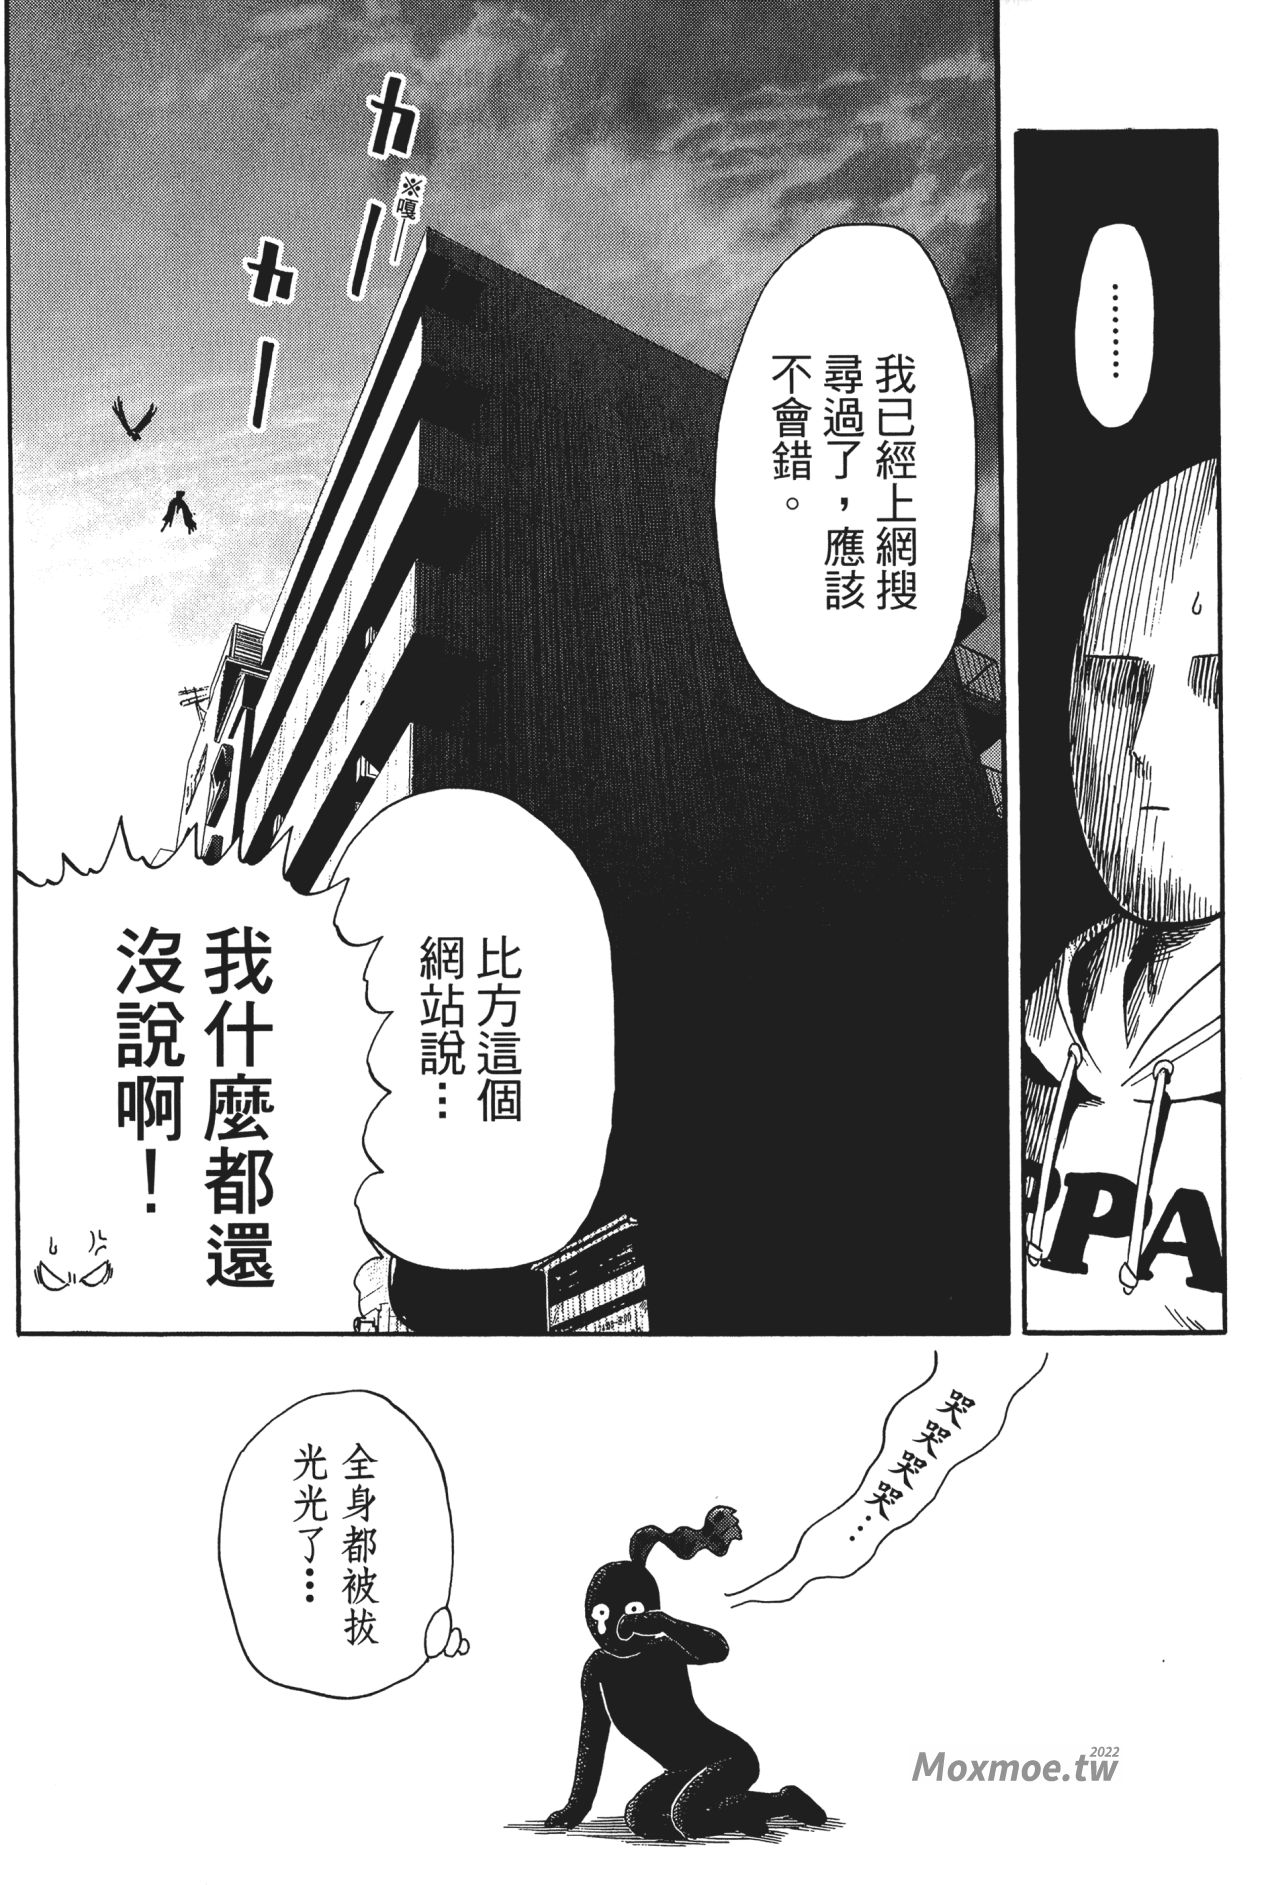 ………
PPA
我已經上網搜
尋過了，應該
不會錯。
カー
※嘎—
カー
比方這個
網站說…
我什麼都還
沒說啊！
哭哭哭哭…
全身都被拔
光光了…
2022
Moxmoe.tw